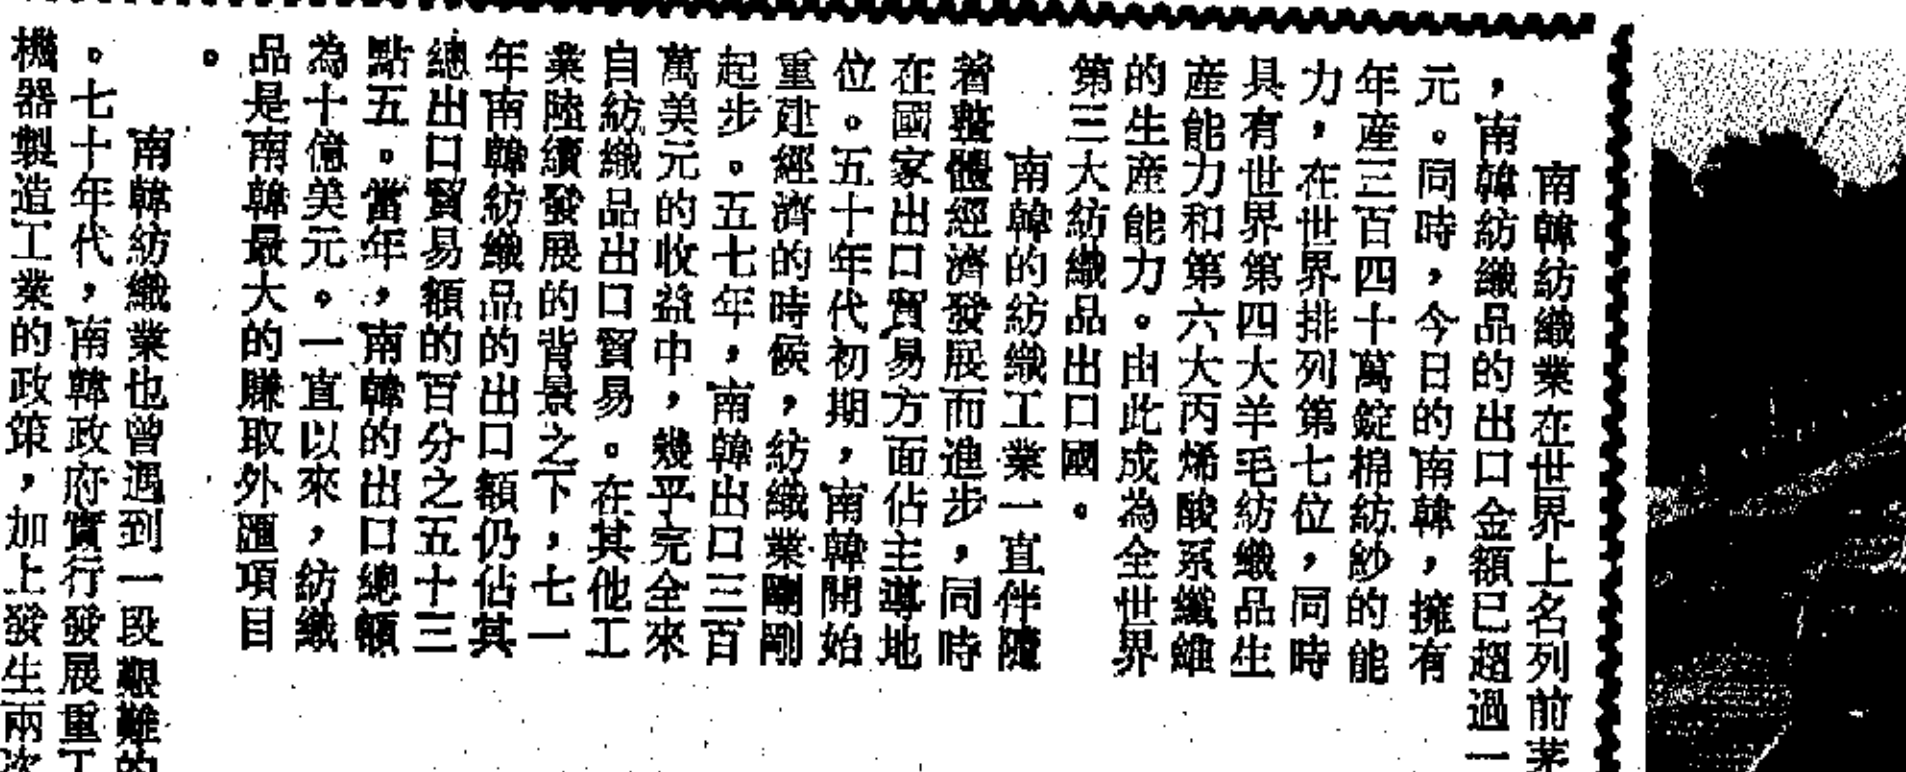 南韓紡織業在世界上名列前茅
，南韓紡織品的出口金額已超過一
元。同時，今日的南韓，擁有
年產三百四十萬錠棉紡紗的能
力，在世界排列第七位，同時
具有世界第四大羊毛紡織品生
產能力和第六大丙烯酸系纖維
的生產能力。由此成為全世界
第三大紡織品出口國。
南韓的紡織工業一直伴隨
着整體經濟發展而進步，同時
在國家出口貿易方面佔主導地
位。五十年代初期，南韓開始
重建經濟的時候，紡織業剛剛
起步。五七年，南韓出口三百
萬美元的收益中，幾乎完全來
自紡織品出口貿易。在其他工
業陸續發展的背景之下，七一
年南韓紡織品的出口額仍佔其
總出口貿易額的百分之五十三
點五。當年，南韓的出口總額
為十億美元。一直以來，紡織
品是南韓最大的賺取外匯項目
。
南韓紡織業也曾遇到一段艱難的
。七十年代，南韓政府實行發展重工
機器製造工業的政策，加上發生兩次